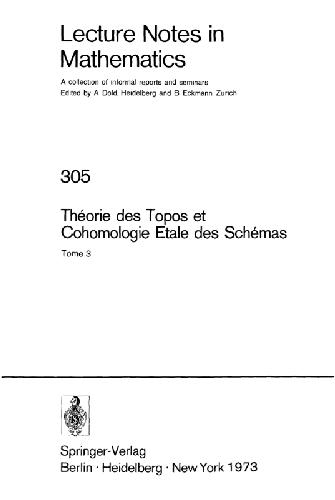 Lecture Notes in
Mathematics
A collection of informal reports and seminars
Edited by A Dold, Heidelberg and B Eckmann Zurich
305
Théorie des Topos et
Cohomologie Etale des Schémas
Tome 3
Springer-Verlag
Berlin · Heidelberg · New York 1973